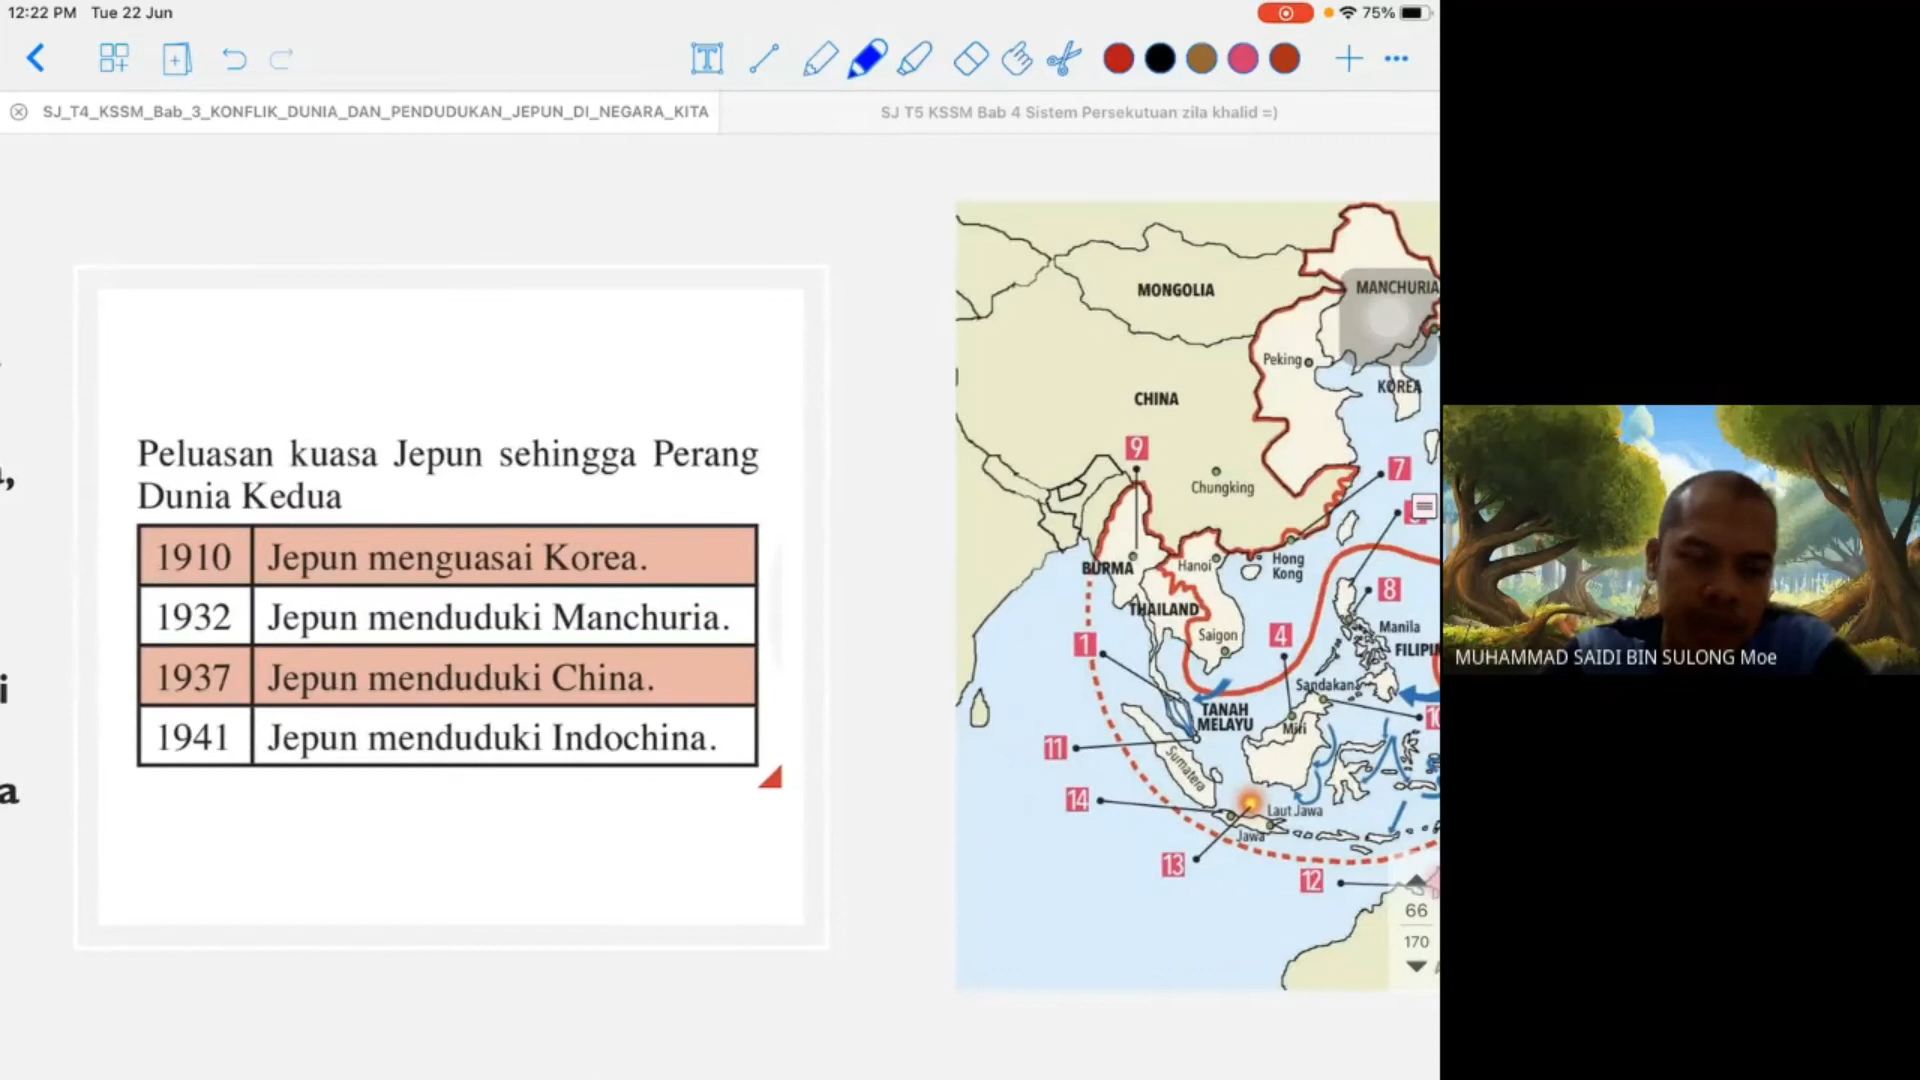 12:22 PM Tue 22 Jun
75%
SJ_T4_KSSM_Bab_3_KONFLIK_DUNIA_DAN_PENDUDUKAN_JEPUN_DI_NEGARA_KITA
SJ T5 KSSM Bab 4 Sistem Persekutuan zila khalid =)
Peluasan kuasa Jepun sehingga Perang
Dunia Kedua
1910 Jepun menguasai Korea.
1932 Jepun menduduki Manchuria.
1937 Jepun menduduki China.
1941 Jepun menduduki Indochina.
MONGOLIA
MANCHURIA
Peking
KOREA
CHINA
9
7
Chungking
BURMA
Hanoi
Hong
Kong
8
THAILAND
Manila
1
Saigon
4
FILIPI
Sandakan
TANAH
MELAYU
Miri
11
Sumatera
14
Laut Jawa
Jawa
13
12
66
170
MUHAMMAD SAIDI BIN SULONG Moe